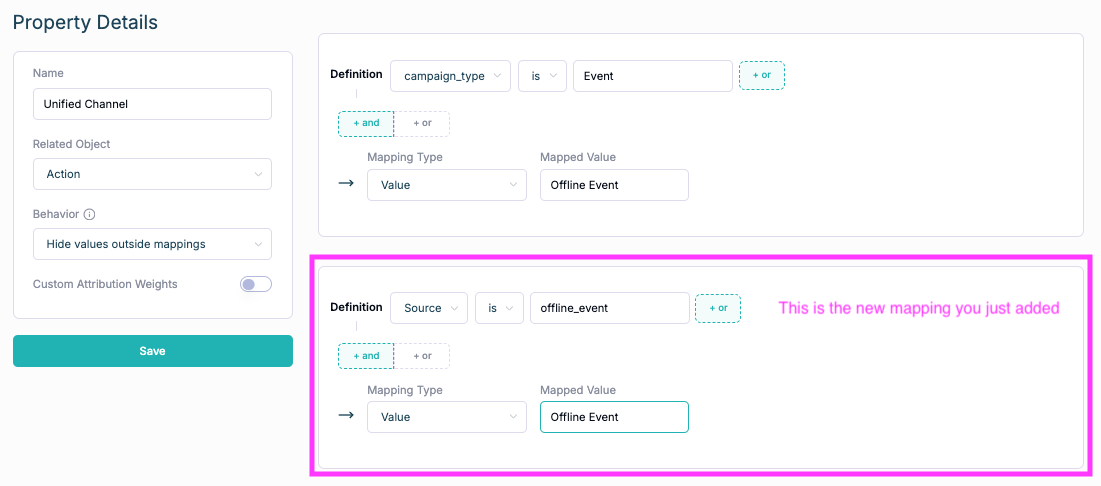 Property Details
Name
Unified Channel
Related Object
Action
Behavior
Hide values outside mappings
Custom Attribution Weights
Save
Definition campaign_type is Event + or
+ and + or
Mapping Type Mapped Value
→ Value Offline Event
Definition Source is offline_event + or This is the new mapping you just added
+ and + or
Mapping Type Mapped Value
→ Value Offline Event